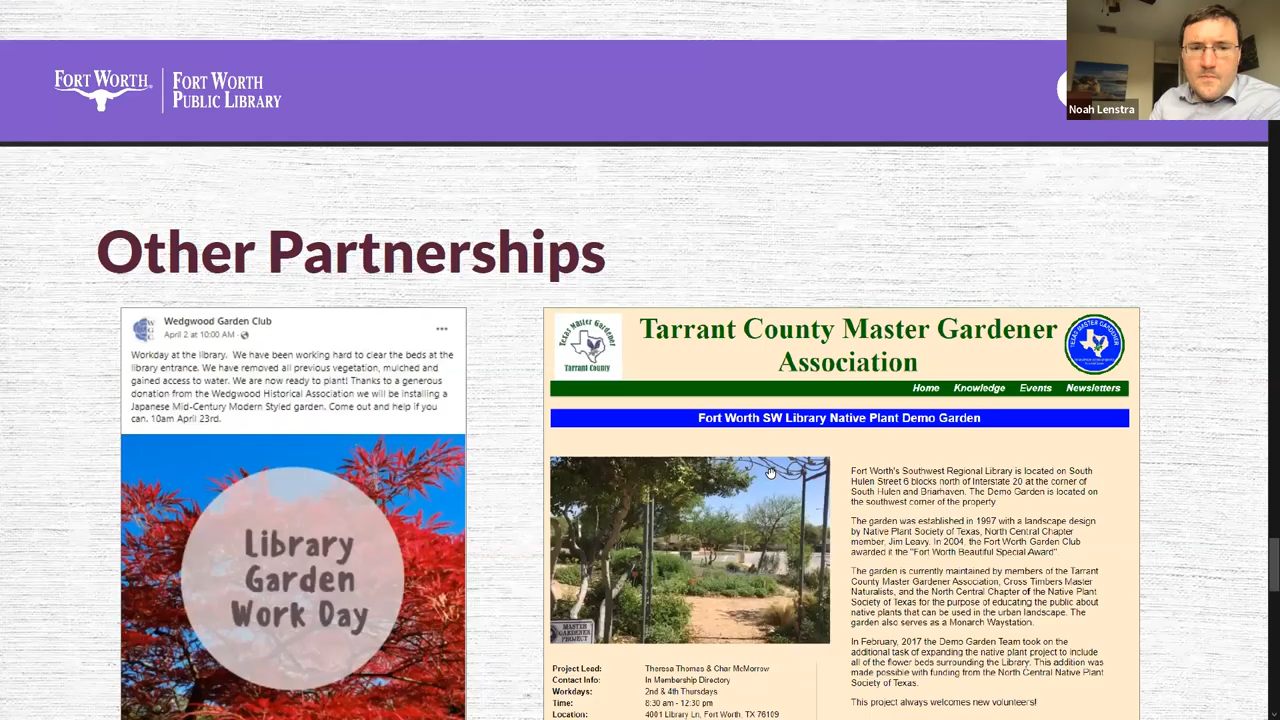 FORT WORTH
FORT WORTH
PUBLIC LIBRARY
Noah Lenstra
Other Partnerships
Wedgwood Garden Club
April 2 at 10:00 AM
Workday at the library. We have been working hard to clear the beds at the
library entrance. We have removed all previous vegetation, mulched and
gained access to water. We are now ready to plant! Thanks to a generous
donation from the Wedgwood Historical Association we will be installing a
Japanese Mid-Century Modern Styled garden. Come out and help if you
can. 10am April 23rd.
Library
Garden
Work Day
Texas Master Gardener
Tarrant County
Tarrant County Master Gardener
Association
TEXAS MASTER GARDENER
Home Knowledge Events Newsletters
Fort Worth SW Library Native Plant Demo Garden
MASTER
GARDENER
PROJECT
Fort Worth's Southwest Regional Library is located on South
Hulen Street 6 blocks north of Interstate 20 at the corner of
South Hulen and Briarhaven. The Demo Garden is located on
the southwest corner of the property.
The garden was established in 1997 with a landscape design
by Native Plant Society of Texas, North Central Chapter
member, Jim Leavy. In 2004, the Fort Worth Garden Club
awarded it the "Fort Worth Beautiful Special Award".
The garden is currently maintained by members of the Tarrant
County Master Gardener Association, Cross Timbers Master
Naturalists and the North Central Chapter of the Native Plant
Society of Texas for the purpose of educating the public about
native plants that can be used in the urban landscape. The
garden also serves as a Monarch Waystation.
In February the Demo Garden Team took on the
additional task of expanding the native plant project to include
all of the flower beds surrounding the Library. This addition was
made possible with funding from the North Central Native Plant
Society of Texas.
This project always welcomes new volunteers!
Project Lead: Theresa Thomas & Char McMorrow
Contact Info: In Membership Directory
Workdays: 2nd & 4th Thursdays
Time: 8:30 am - 12:30 pm